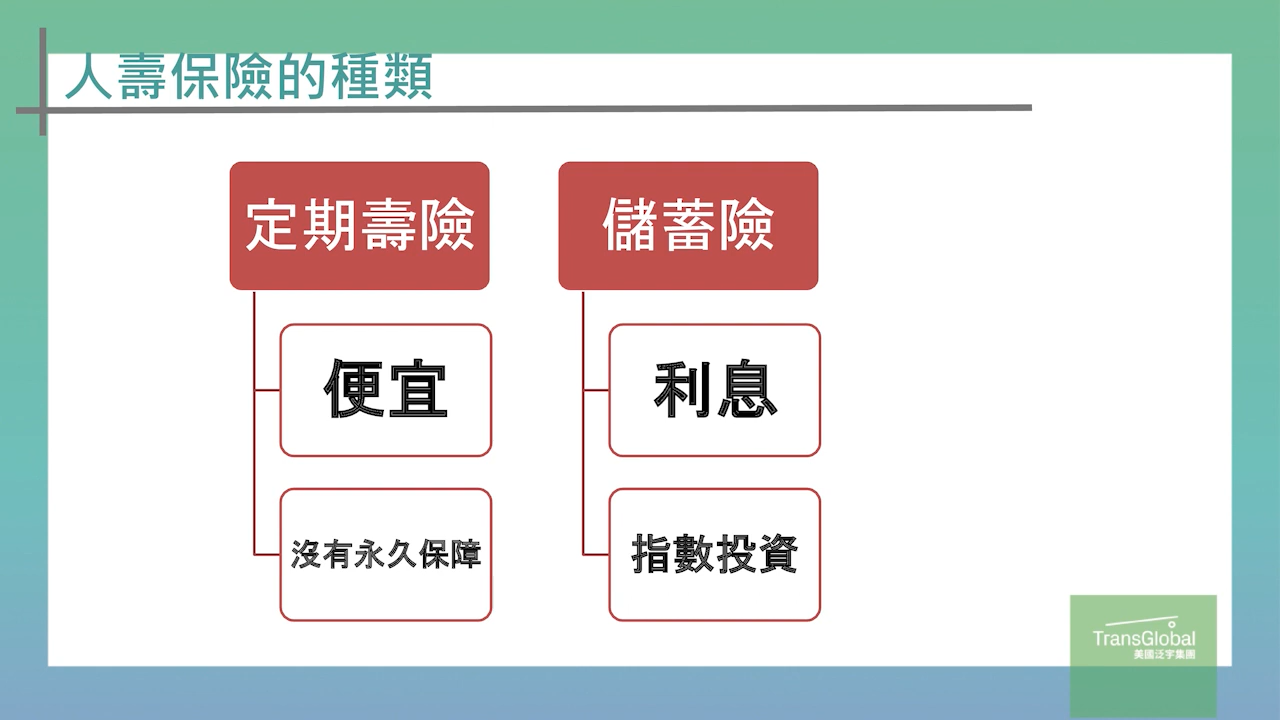 人壽保險的種類
定期壽險
便宜
沒有永久保障
儲蓄險
利息
指數投資
TransGlobal
美國泛宇集團